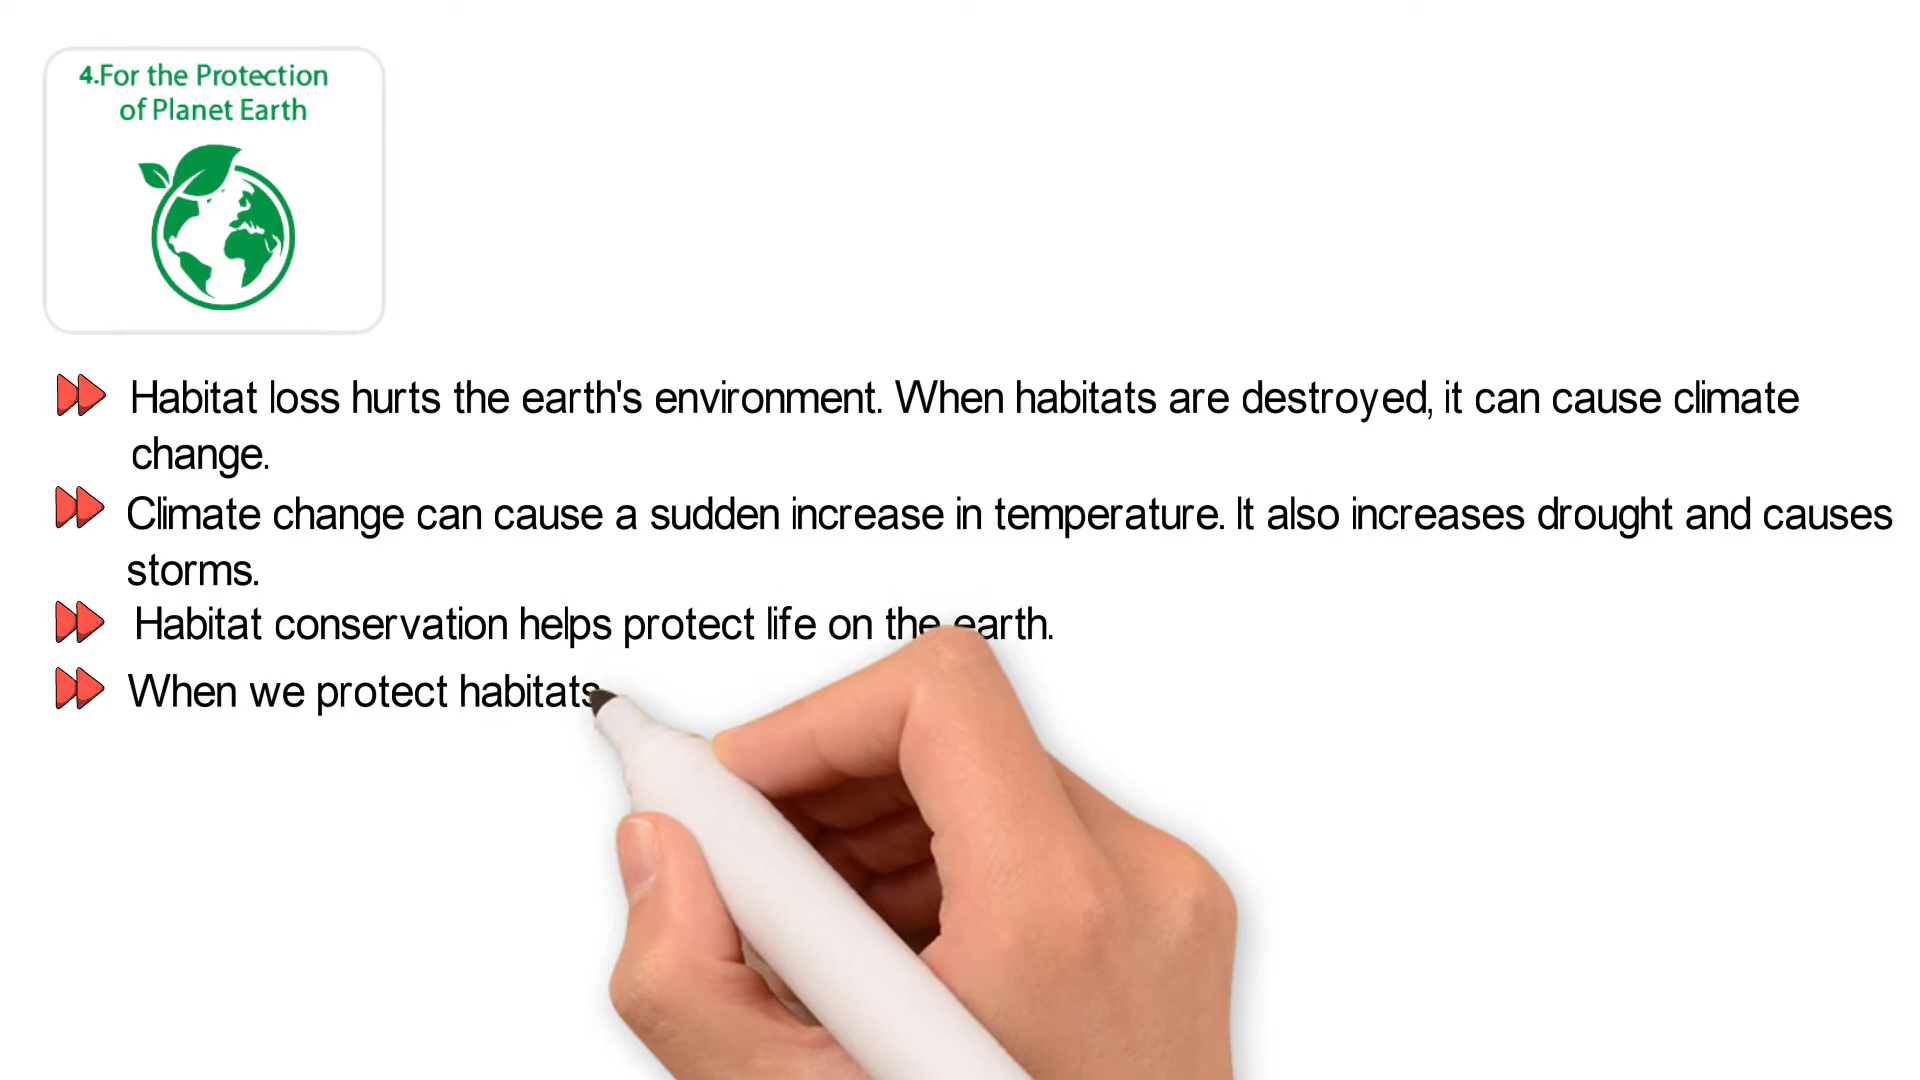 4.For the Protection
of Planet Earth
Habitat loss hurts the earth's environment. When habitats are destroyed, it can cause climate
change.
Climate change can cause a sudden increase in temperature. It also increases drought and causes
storms.
Habitat conservation helps protect life on the earth.
When we protect habitats